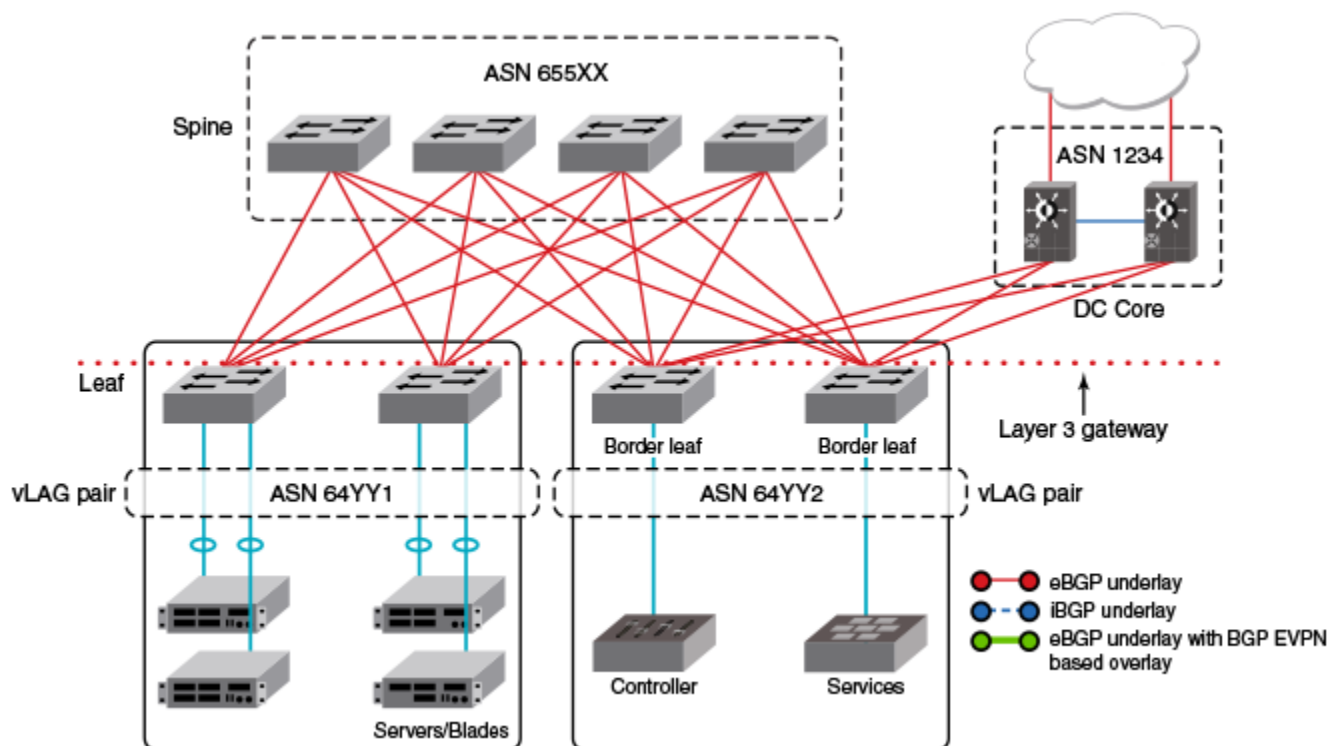 ASN 655XX
Spine
ASN 1234
DC Core
Leaf
Layer 3 gateway
Border leaf
Border leaf
vLAG pair
ASN 64YY1
ASN 64YY2
vLAG pair
eBGP underlay
iBGP underlay
eBGP underlay with BGP EVPN
based overlay
Controller
Services
Servers/Blades